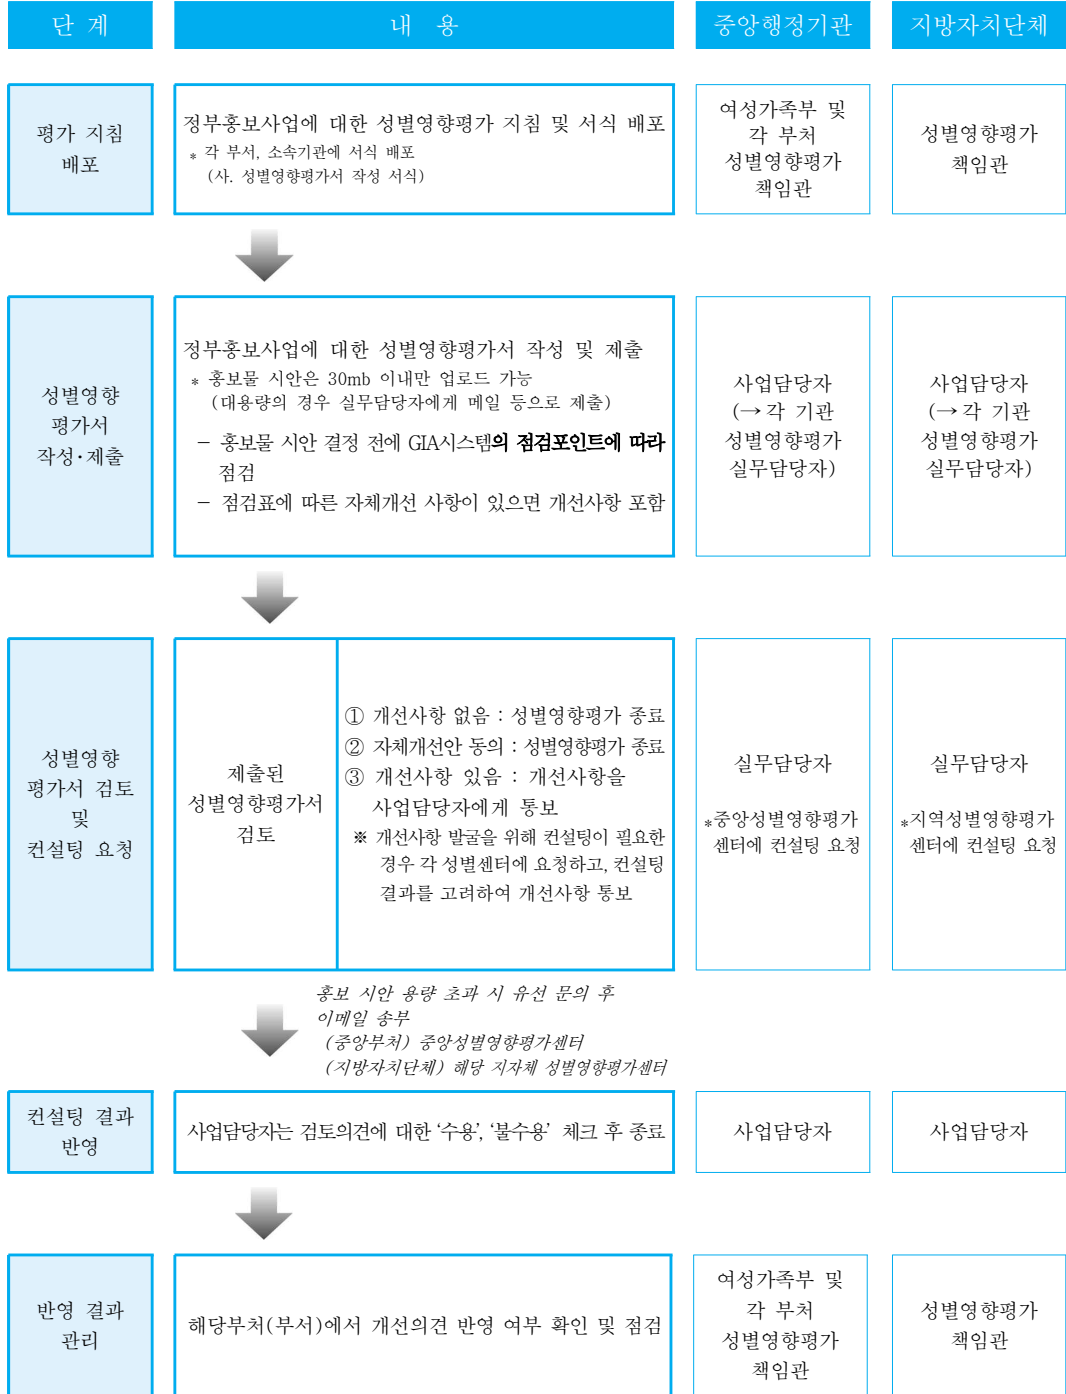 단 계
내 용
중앙행정기관
지방자치단체
평가 지침
배포
정부홍보사업에 대한 성별영향평가 지침 및 서식 배포
* 각 부서, 소속기관에 서식 배포
(사. 성별영향평가서 작성 서식)
여성가족부 및
각 부처
성별영향평가
책임관
성별영향평가
책임관
성별영향
평가서
작성·제출
정부홍보사업에 대한 성별영향평가서 작성 및 제출
* 홍보물 시안은 30mb 이내만 업로드 가능
(대용량의 경우 실무담당자에게 메일 등으로 제출)
- 홍보물 시안 결정 전에 GIA시스템의 점검포인트에 따라
점검
- 점검표에 따른 자체개선 사항이 있으면 개선사항 포함
사업담당자
(→각 기관
성별영향평가
실무담당자)
사업담당자
(→각 기관
성별영향평가
실무담당자)
성별영향
평가서 검토
및
컨설팅 요청
제출된
성별영향평가서
검토
① 개선사항 없음 : 성별영향평가 종료
② 자체개선안 동의 : 성별영향평가 종료
③ 개선사항 있음 : 개선사항을
사업담당자에게 통보
※ 개선사항 발굴을 위해 컨설팅이 필요한
경우 각 성별센터에 요청하고, 컨설팅
결과를 고려하여 개선사항 통보
실무담당자
*중앙성별영향평가
센터에 컨설팅 요청
실무담당자
*지역성별영향평가
센터에 컨설팅 요청
홍보 시안 용량 초과 시 유선 문의 후
이메일 송부
(중앙부처) 중앙성별영향평가센터
(지방자치단체) 해당 지자체 성별영향평가센터
컨설팅 결과
반영
사업담당자는 검토의견에 대한 ‘수용’, ‘불수용’ 체크 후 종료
사업담당자
사업담당자
반영 결과
관리
해당부처(부서)에서 개선의견 반영 여부 확인 및 점검
여성가족부 및
각 부처
성별영향평가
책임관
성별영향평가
책임관